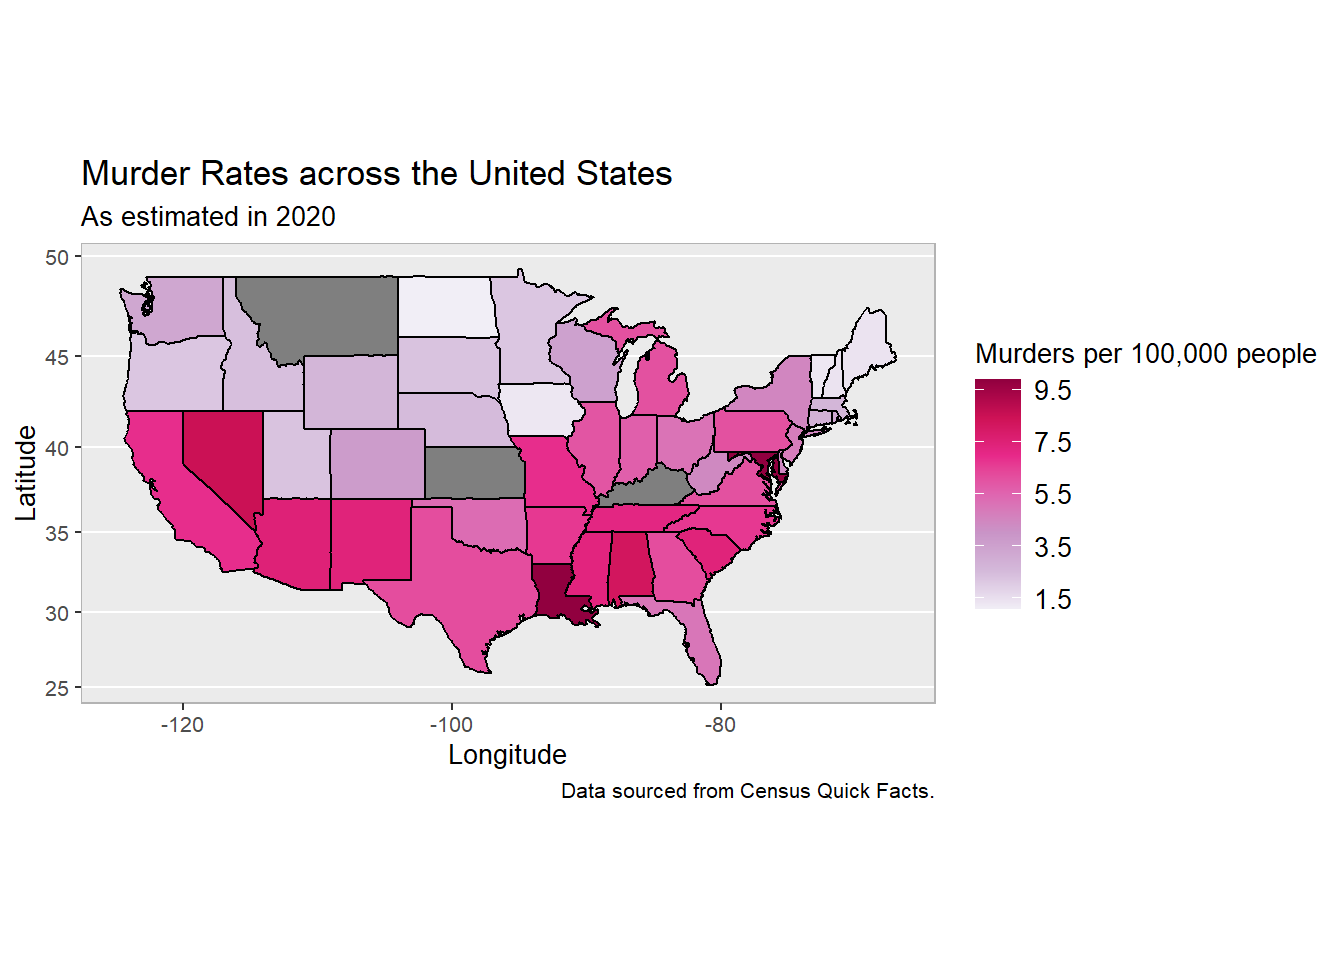 Murder Rates across the United States
As estimated in 2020
50
45
40
35
30
25
Latitude
-120
-100
-80
Longitude
Data sourced from Census Quick Facts.
Murders per 100,000 people
9.5
7.5
5.5
3.5
1.5